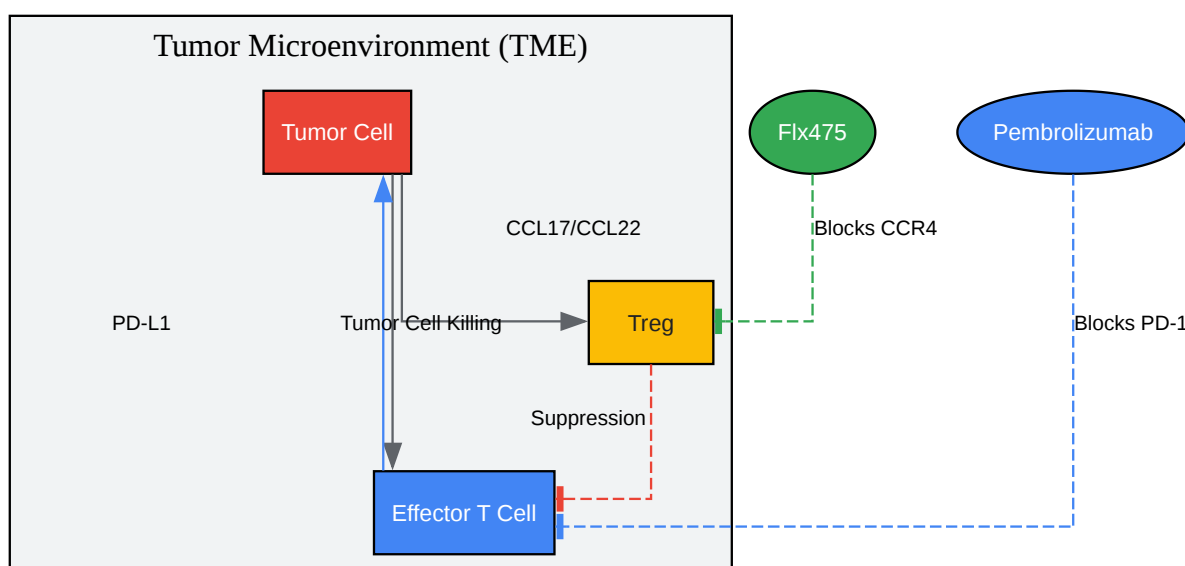 Tumor Microenvironment (TME)
Tumor Cell
Flx475
Pembrolizumab
CCL17/CCL22
Blocks CCR4
PD-L1
Tumor Cell Killing
Treg
Blocks PD-1
Suppression
Effector T Cell